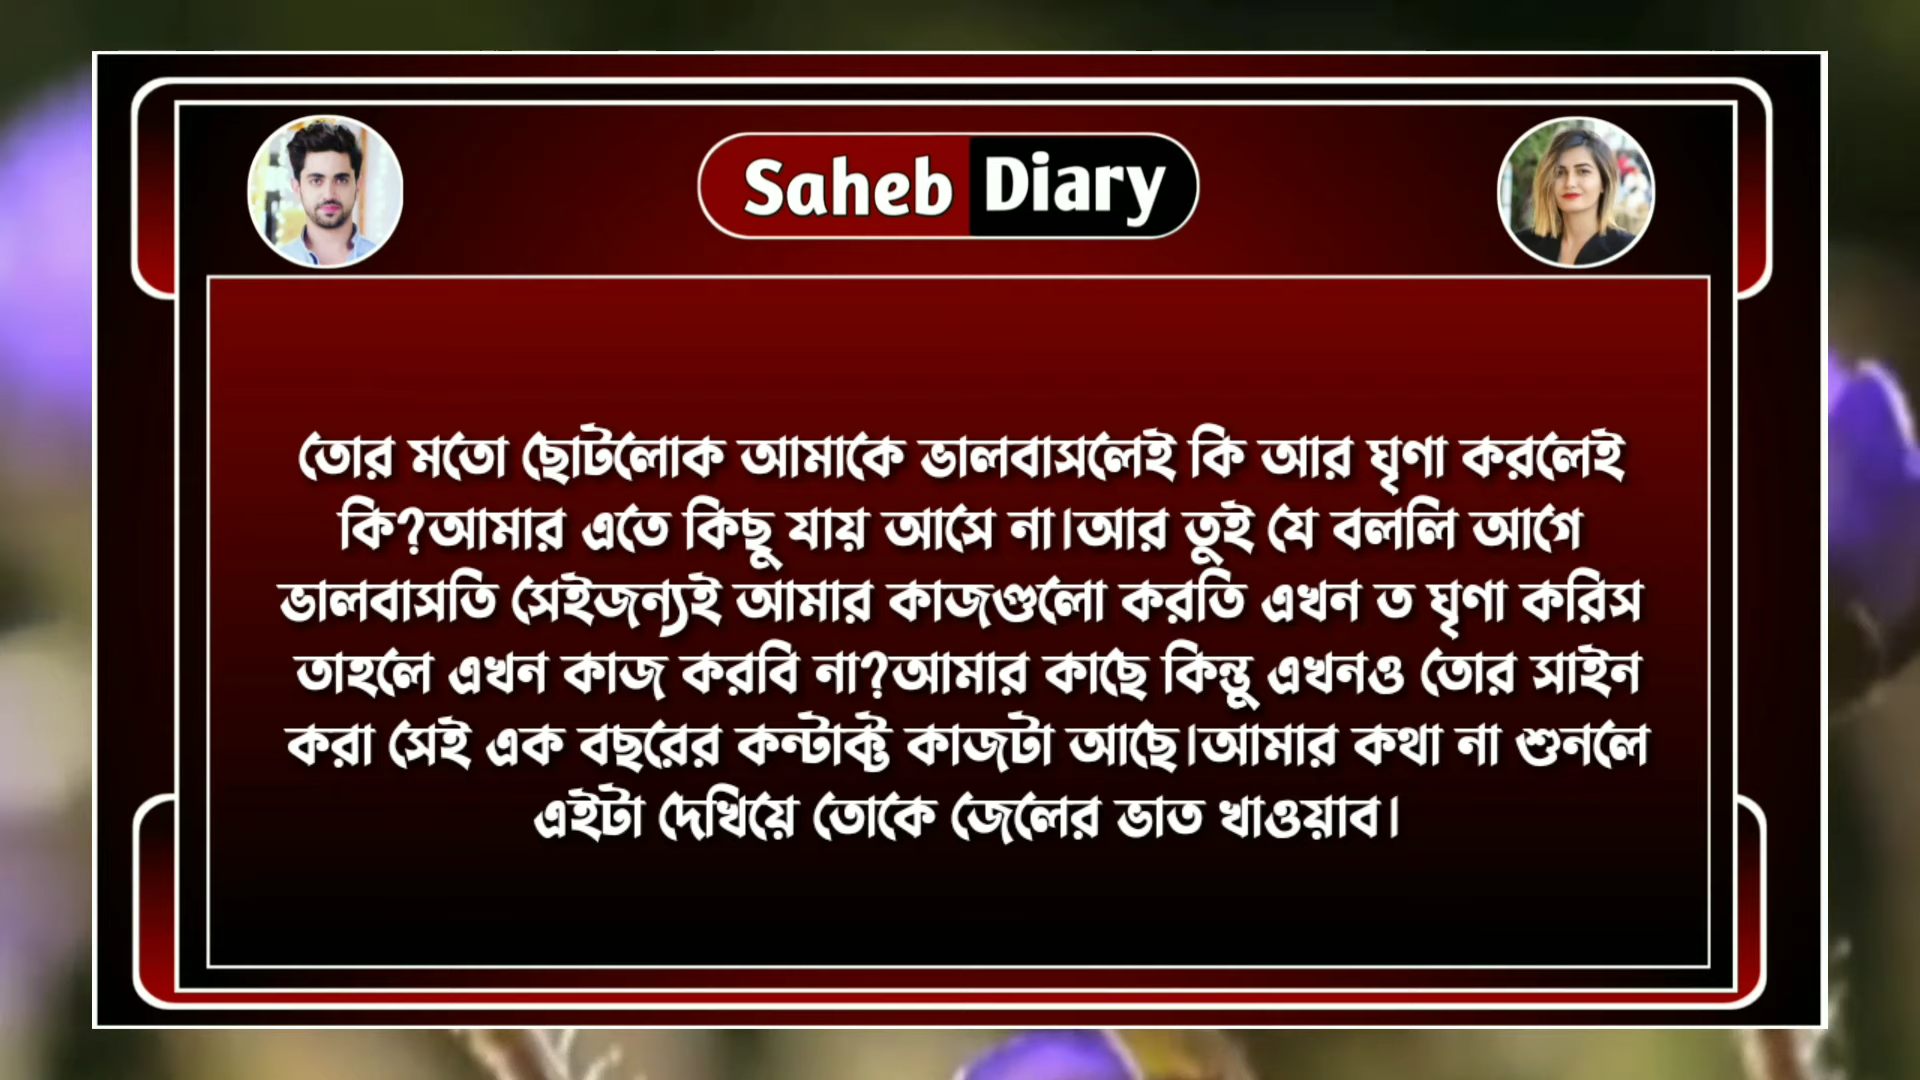 Saheb Diary
তোর মতো ছোটলোক আমাকে ভালবাসলেই কি আর ঘৃণা করলেই
কি?আমার এতে কিছু যায় আসে না।আর তুই যে বললি আগে
ভালবাসতি সেইজন্যই আমার কাজগুলো করতি এখন ত ঘৃণা করিস
তাহলে এখন কাজ করবি না?আমার কাছে কিন্তু এখনও তোর সাইন
করা সেই এক বছরের কন্টাক্ট কাজটা আছে।আমার কথা না শুনলে
এইটা দেখিয়ে তোকে জেলের ভাত খাওয়াব।